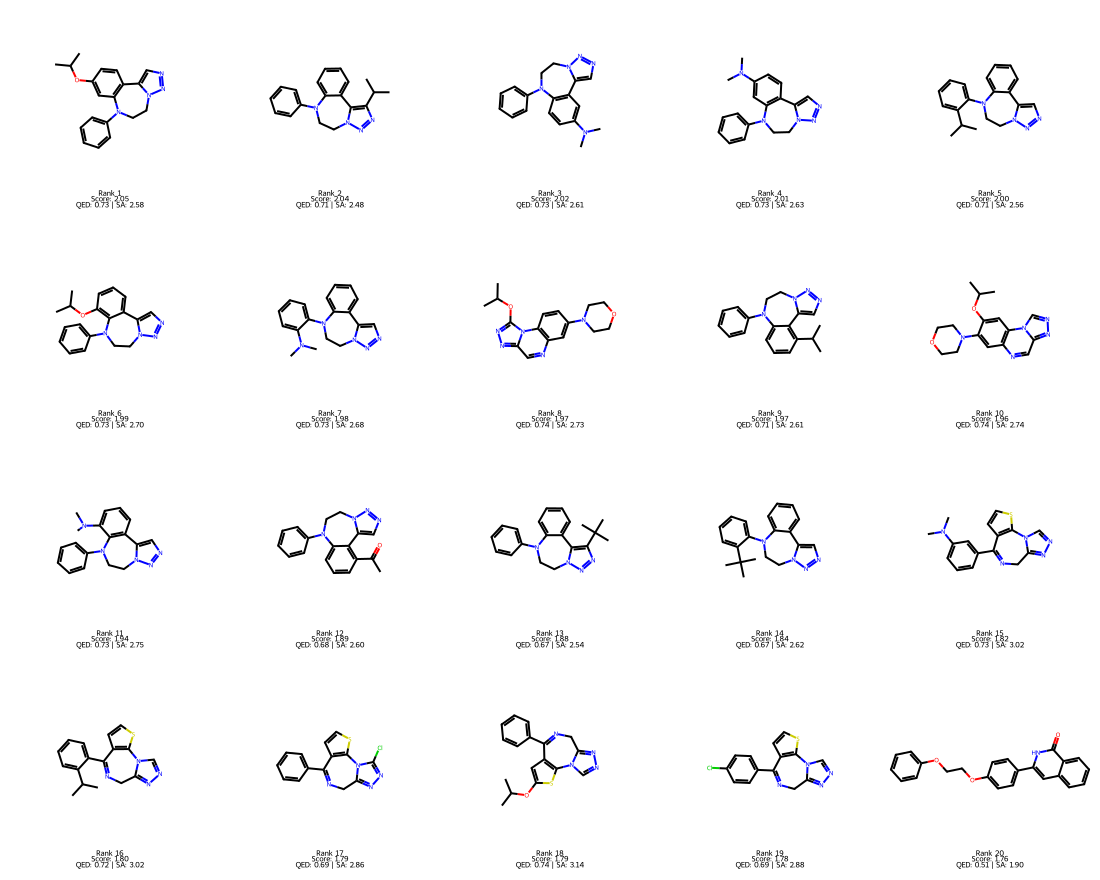 Rank 1
Score: 2.05
QED: 0.73 | SA: 2.58
Rank 2
Score: 2.04
QED: 0.71 | SA: 2.48
Rank 3
Score: 2.02
QED: 0.73 | SA: 2.61
Rank 4
Score: 2.01
QED: 0.73 | SA: 2.63
Rank 5
Score: 2.00
QED: 0.71 | SA: 2.56
Rank 6
Score: 1.99
QED: 0.73 | SA: 2.70
Rank 7
Score: 1.98
QED: 0.73 | SA: 2.68
Rank 8
Score: 1.97
QED: 0.74 | SA: 2.73
Rank 9
Score: 1.97
QED: 0.71 | SA: 2.61
Rank 10
Score: 1.96
QED: 0.74 | SA: 2.74
Rank 11
Score: 1.94
QED: 0.73 | SA: 2.75
Rank 12
Score: 1.89
QED: 0.68 | SA: 2.60
Rank 13
Score: 1.88
QED: 0.67 | SA: 2.54
Rank 14
Score: 1.84
QED: 0.67 | SA: 2.62
Rank 15
Score: 1.82
QED: 0.73 | SA: 3.02
Rank 16
Score: 1.80
QED: 0.72 | SA: 3.02
Rank 17
Score: 1.79
QED: 0.69 | SA: 2.86
Rank 18
Score: 1.79
QED: 0.74 | SA: 3.14
Rank 19
Score: 1.78
QED: 0.69 | SA: 2.88
Rank 20
Score: 1.76
QED: 0.51 | SA: 1.90